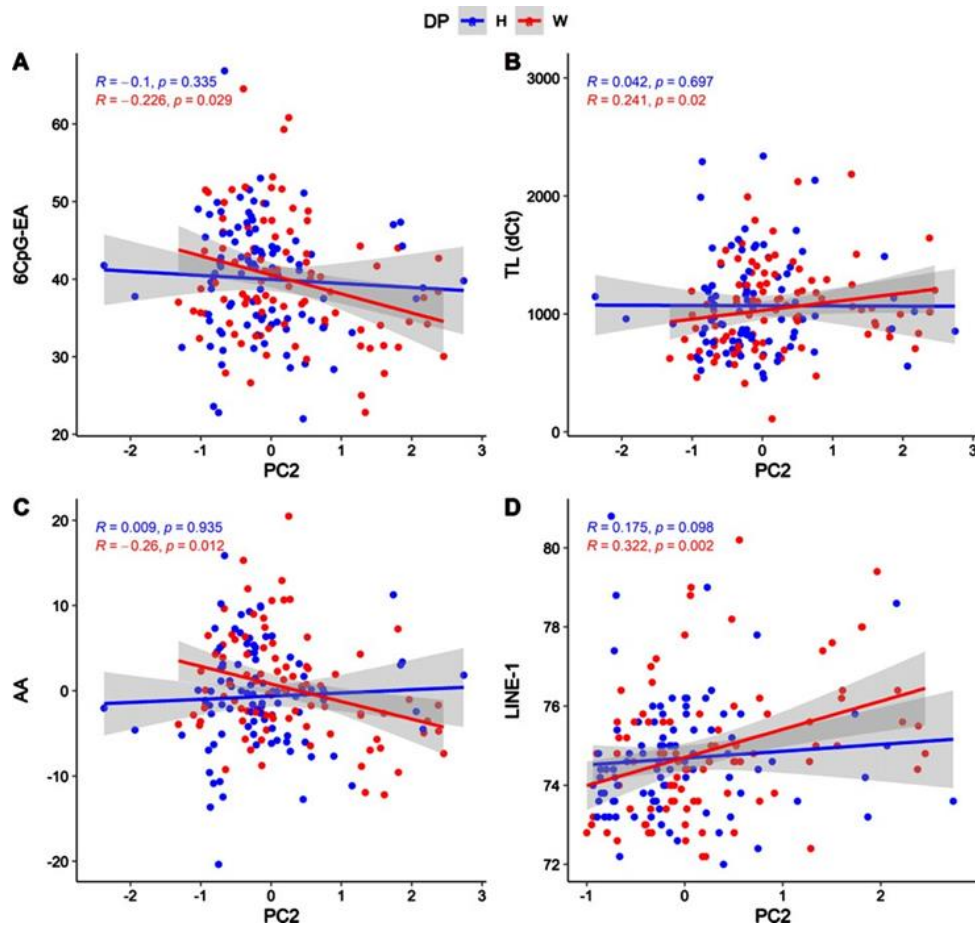 DP H W
A
R = −0.1, p = 0.335
R = −0.226, p = 0.029
6CpG-EA
60
50
40
30
20
-2 -1 0 1 2 3
PC2
B
R = 0.042, p = 0.697
R = 0.241, p = 0.02
TL (dCt)
3000
2000
1000
0
-2 -1 0 1 2 3
PC2
C
R = 0.009, p = 0.935
R = −0.26, p = 0.012
AA
20
10
0
-10
-20
-2 -1 0 1 2 3
PC2
D
R = 0.175, p = 0.098
R = 0.322, p = 0.002
LINE-1
80
78
76
74
72
-1 0 1 2
PC2